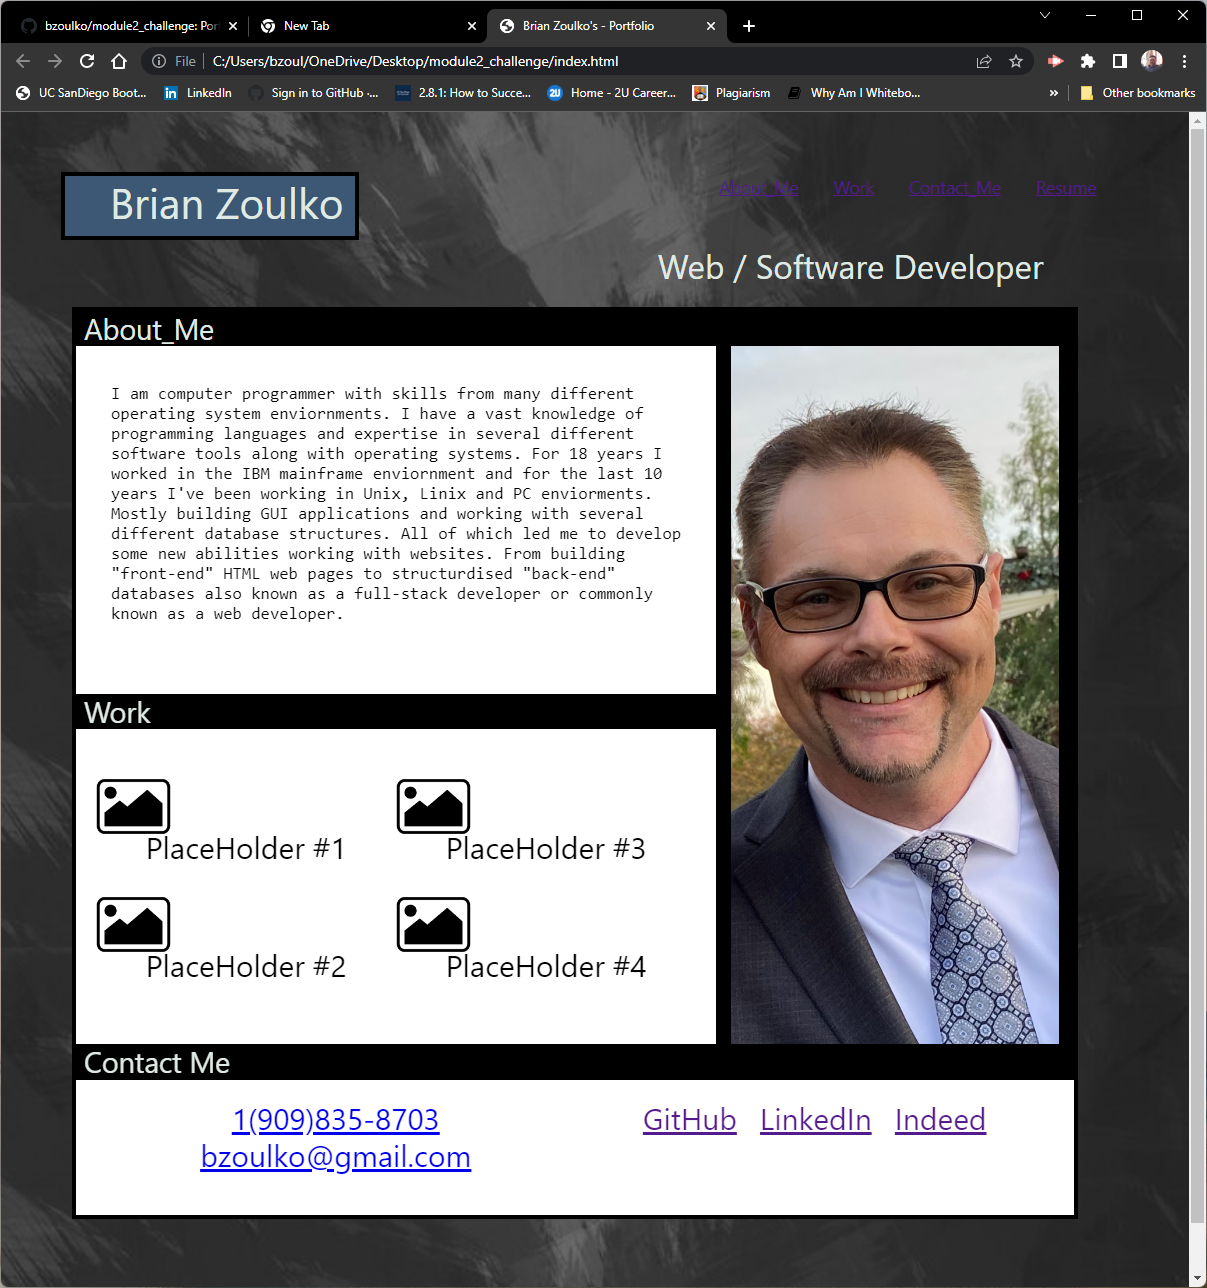 bzoulko/module2_challenge: Por
New Tab
Brian Zoulko's - Portfolio
File
C:/Users/bzoul/OneDrive/Desktop/module2_challenge/index.html
UC SanDiego Boot...
LinkedIn
Sign in to GitHub ·...
2.8.1: How to Succe...
2U
Home - 2U Career...
Plagiarism
Why Am I Whitebo...
»
Other bookmarks
Brian Zoulko
About_Me
Work
Contact_Me
Resume
Web / Software Developer
About_Me
I am computer programmer with skills from many different
operating system enviornments. I have a vast knowledge of
programming languages and expertise in several different
software tools along with operating systems. For 18 years I
worked in the IBM mainframe enviornment and for the last 10
years I've been working in Unix, Linix and PC enviorments.
Mostly building GUI applications and working with several
different database structures. All of which led me to develop
some new abilities working with websites. From building
"front-end" HTML web pages to structurdised "back-end"
databases also known as a full-stack developer or commonly
known as a web developer.
Work
PlaceHolder #1
PlaceHolder #3
PlaceHolder #2
PlaceHolder #4
Contact Me
1(909)835-8703
GitHub LinkedIn Indeed
bzoulko@gmail.com